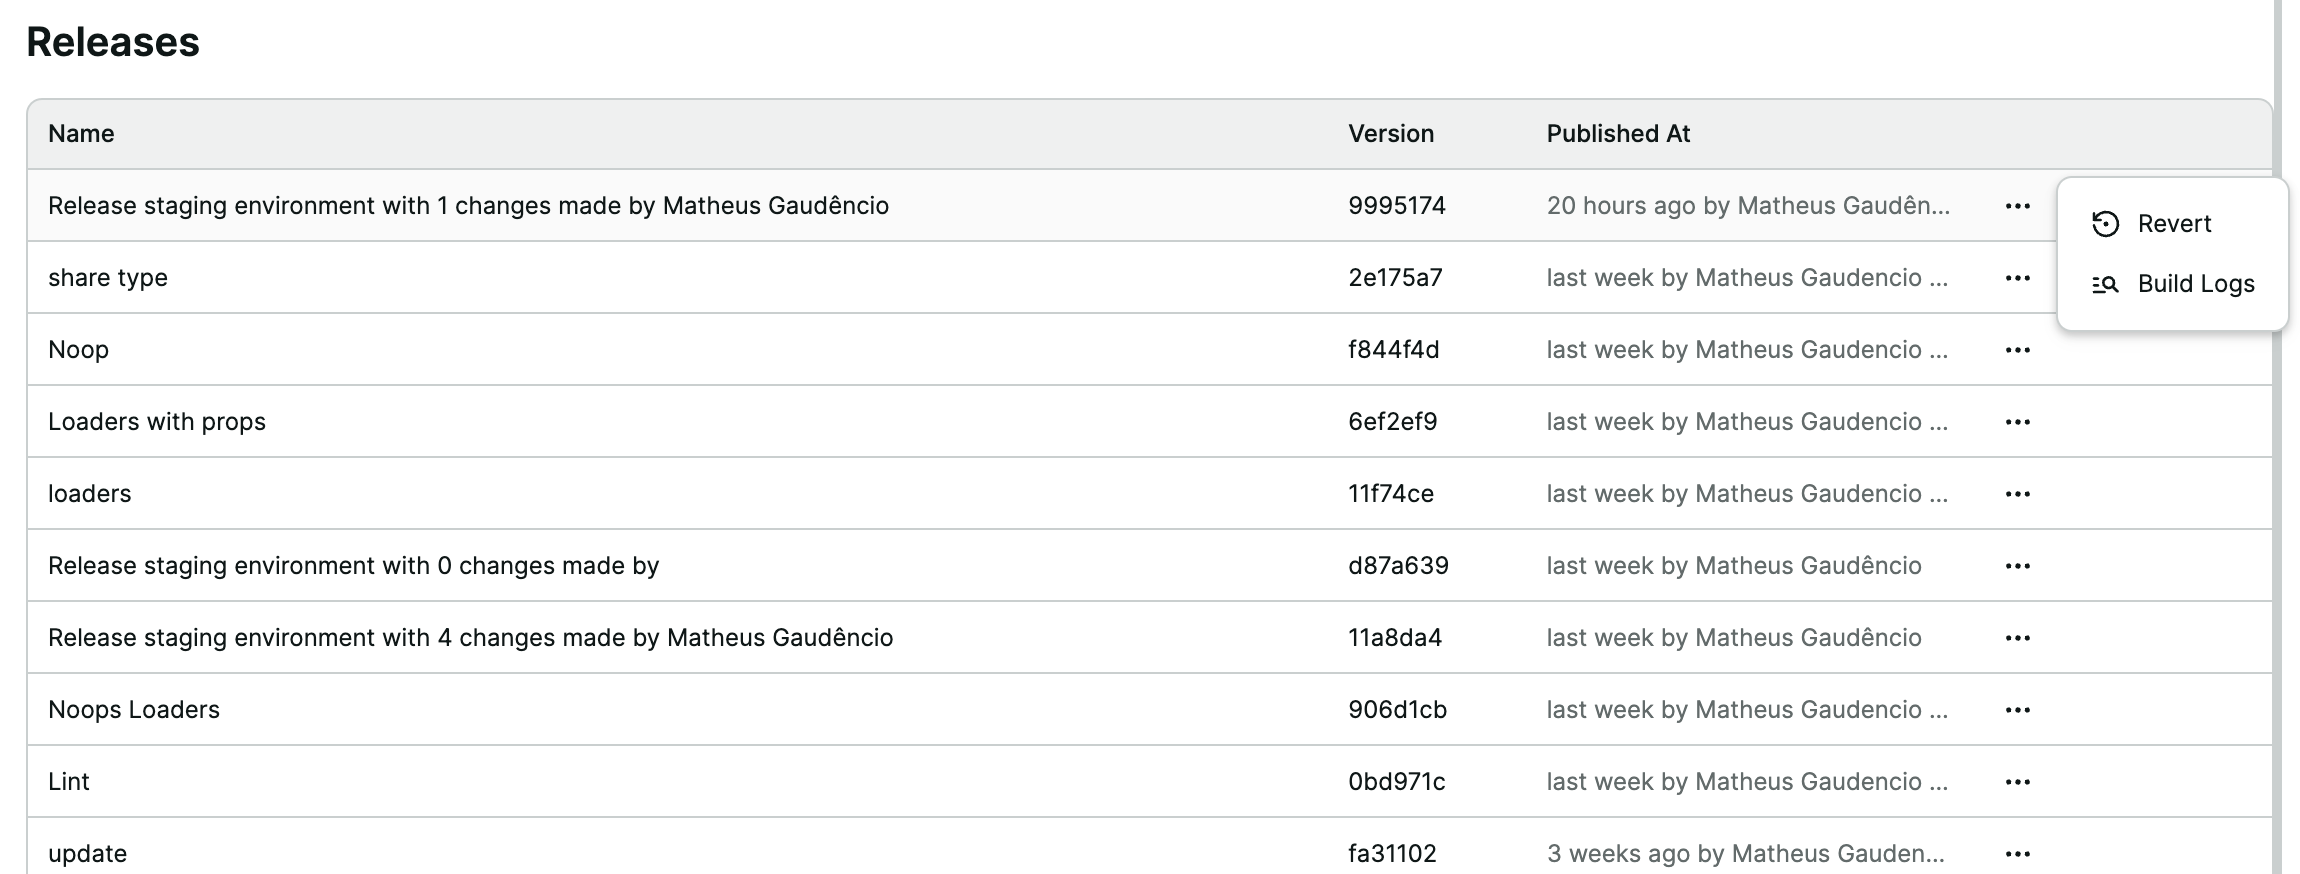 Releases
Name Version Published At
Release staging environment with 1 changes made by Matheus Gaudêncio 9995174 20 hours ago by Matheus Gaudên...
Revert
share type 2e175a7 last week by Matheus Gaudencio ...
Build Logs
Noop f844f4d last week by Matheus Gaudencio ...
Loaders with props 6ef2ef9 last week by Matheus Gaudencio ...
loaders 11f74ce last week by Matheus Gaudencio ...
Release staging environment with 0 changes made by d87a639 last week by Matheus Gaudêncio
Release staging environment with 4 changes made by Matheus Gaudêncio 11a8da4 last week by Matheus Gaudêncio
Noops Loaders 906d1cb last week by Matheus Gaudencio ...
Lint 0bd971c last week by Matheus Gaudencio ...
update fa31102 3 weeks ago by Matheus Gauden...